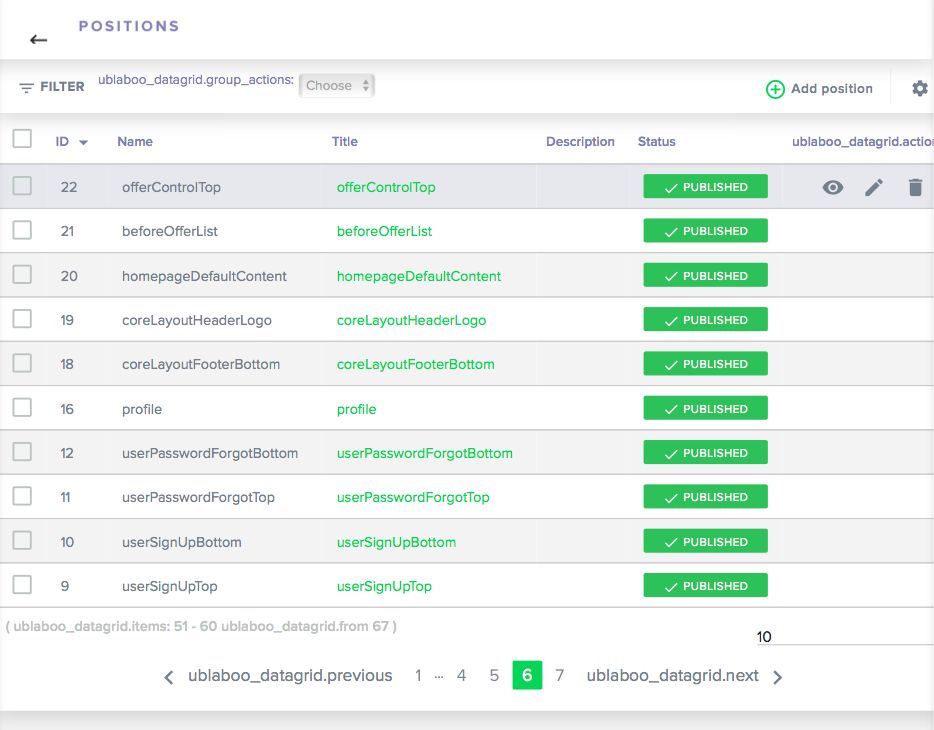 POSITIONS
FILTER ublaboo_datagrid.group_actions: Choose Add position
ID Name Title Description Status ublaboo_datagrid.action
22 offerControlTop offerControlTop PUBLISHED
21 beforeOfferList beforeOfferList PUBLISHED
20 homepageDefaultContent homepageDefaultContent PUBLISHED
19 coreLayoutHeaderLogo coreLayoutHeaderLogo PUBLISHED
18 coreLayoutFooterBottom coreLayoutFooterBottom PUBLISHED
16 profile profile PUBLISHED
12 userPasswordForgotBottom userPasswordForgotBottom PUBLISHED
11 userPasswordForgotTop userPasswordForgotTop PUBLISHED
10 userSignUpBottom userSignUpBottom PUBLISHED
9 userSignUpTop userSignUpTop PUBLISHED
( ublaboo_datagrid.items: 51 - 60 ublaboo_datagrid.from 67 )
10
ublaboo_datagrid.previous 1 ... 4 5 6 7 ublaboo_datagrid.next